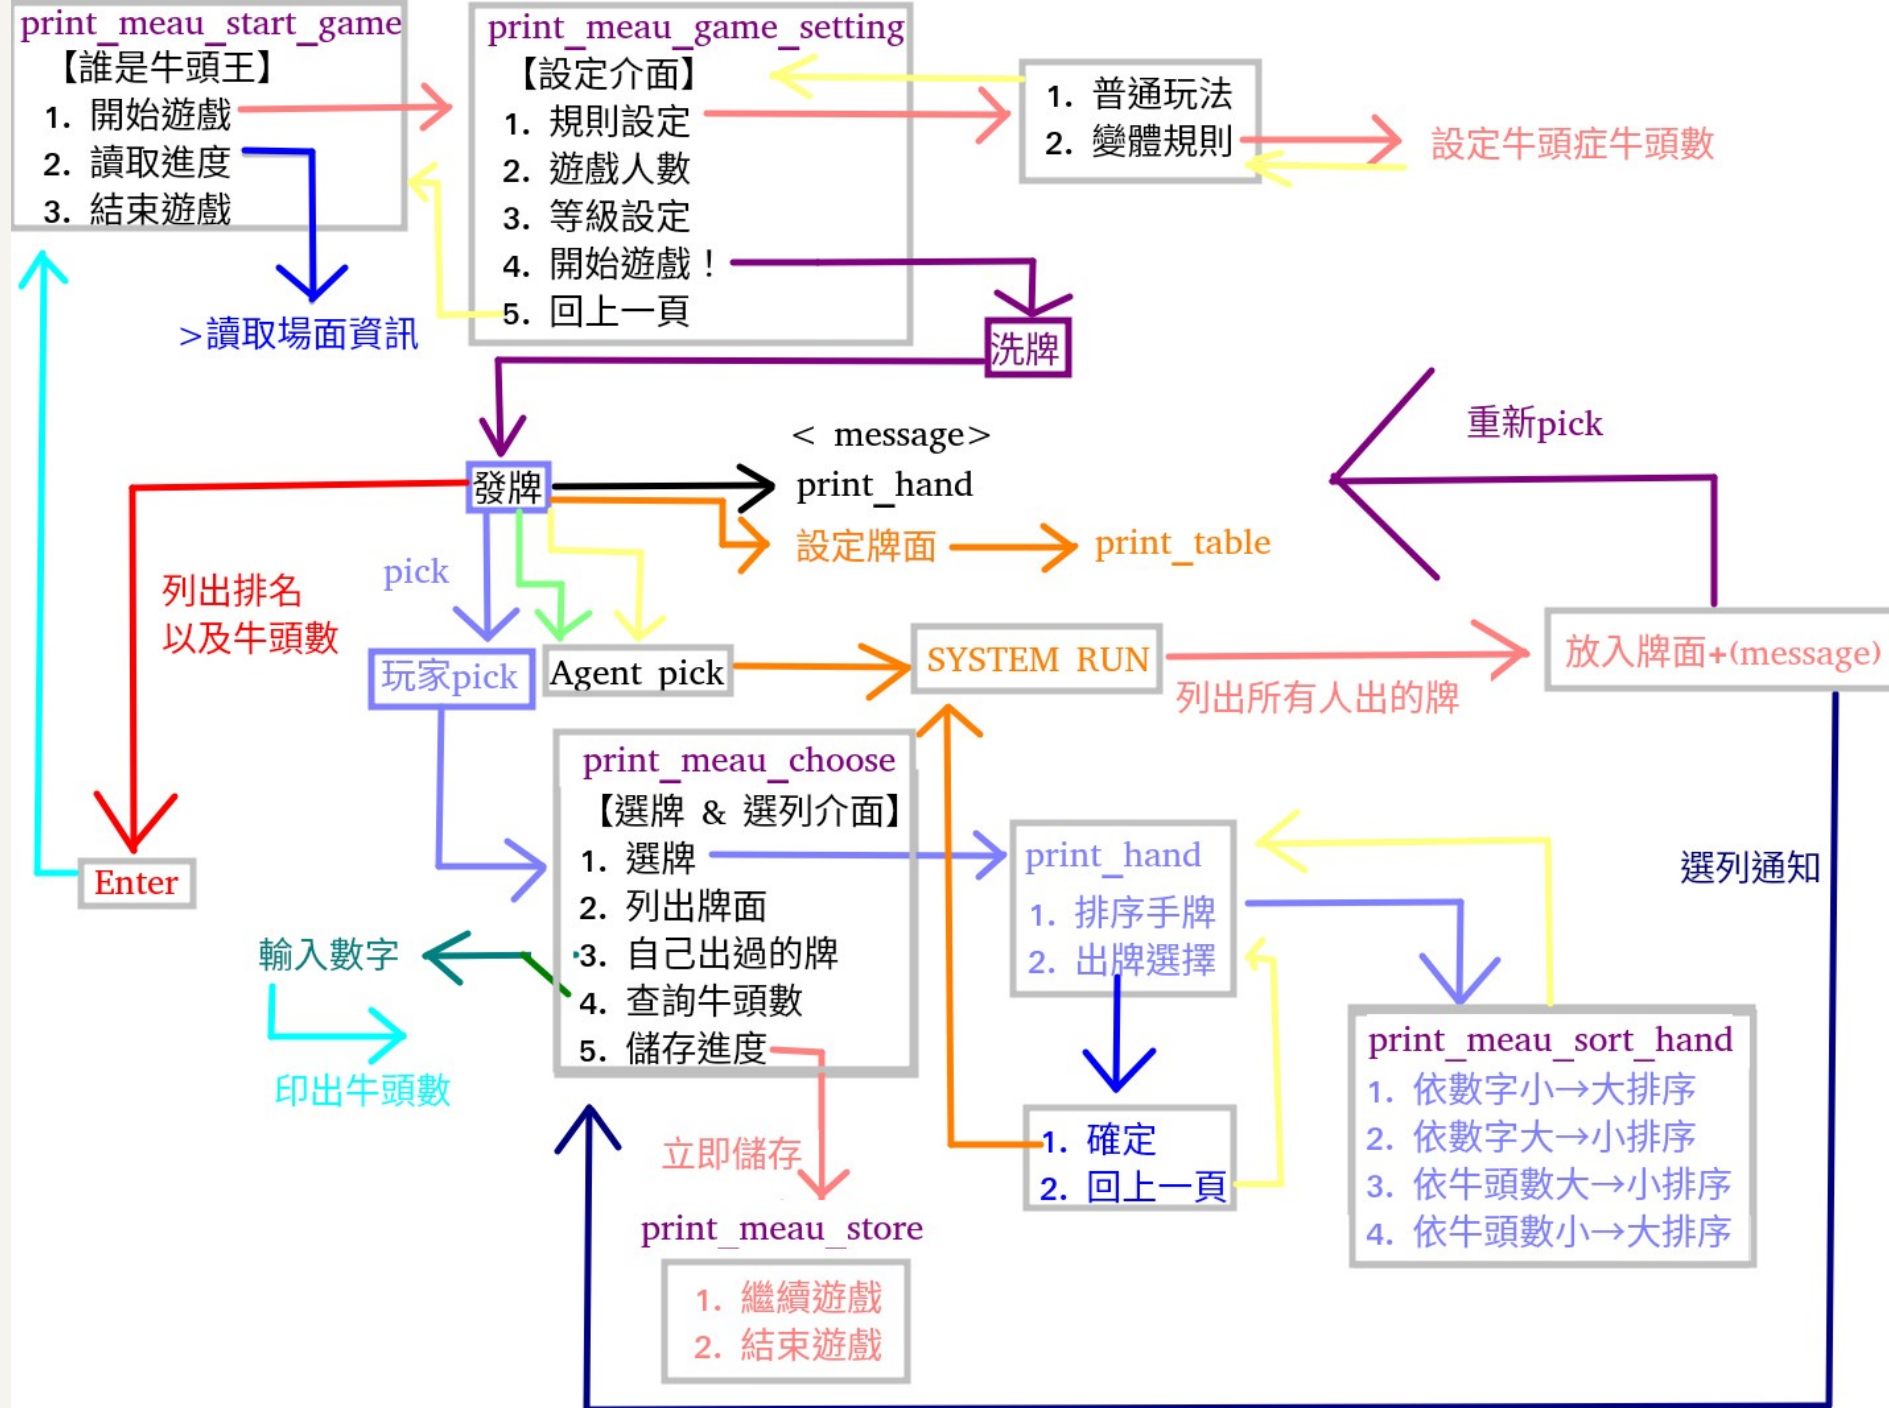 print_meau_start_game
【誰是牛頭王】
1. 開始遊戲
2. 讀取進度
3. 結束遊戲
>讀取場面資訊
print_meau_game_setting
【設定介面】
1. 規則設定
2. 遊戲人數
3. 等級設定
4. 開始遊戲！
5. 回上一頁
1. 普通玩法
2. 變體規則
設定牛頭症牛頭數
洗牌
發牌
< message>
print_hand
設定牌面
print_table
重新pick
列出排名
以及牛頭數
pick
玩家pick
Agent pick
SYSTEM RUN
列出所有人出的牌
放入牌面+(message)
Enter
print_meau_choose
【選牌 & 選列介面】
1. 選牌
2. 列出牌面
3. 自己出過的牌
4. 查詢牛頭數
5. 儲存進度
輸入數字
印出牛頭數
print_hand
1. 排序手牌
2. 出牌選擇
選列通知
1. 確定
2. 回上一頁
print_meau_sort_hand
1. 依數字小→大排序
2. 依數字大→小排序
3. 依牛頭數大→小排序
4. 依牛頭數小→大排序
立即儲存
print_meau_store
1. 繼續遊戲
2. 結束遊戲